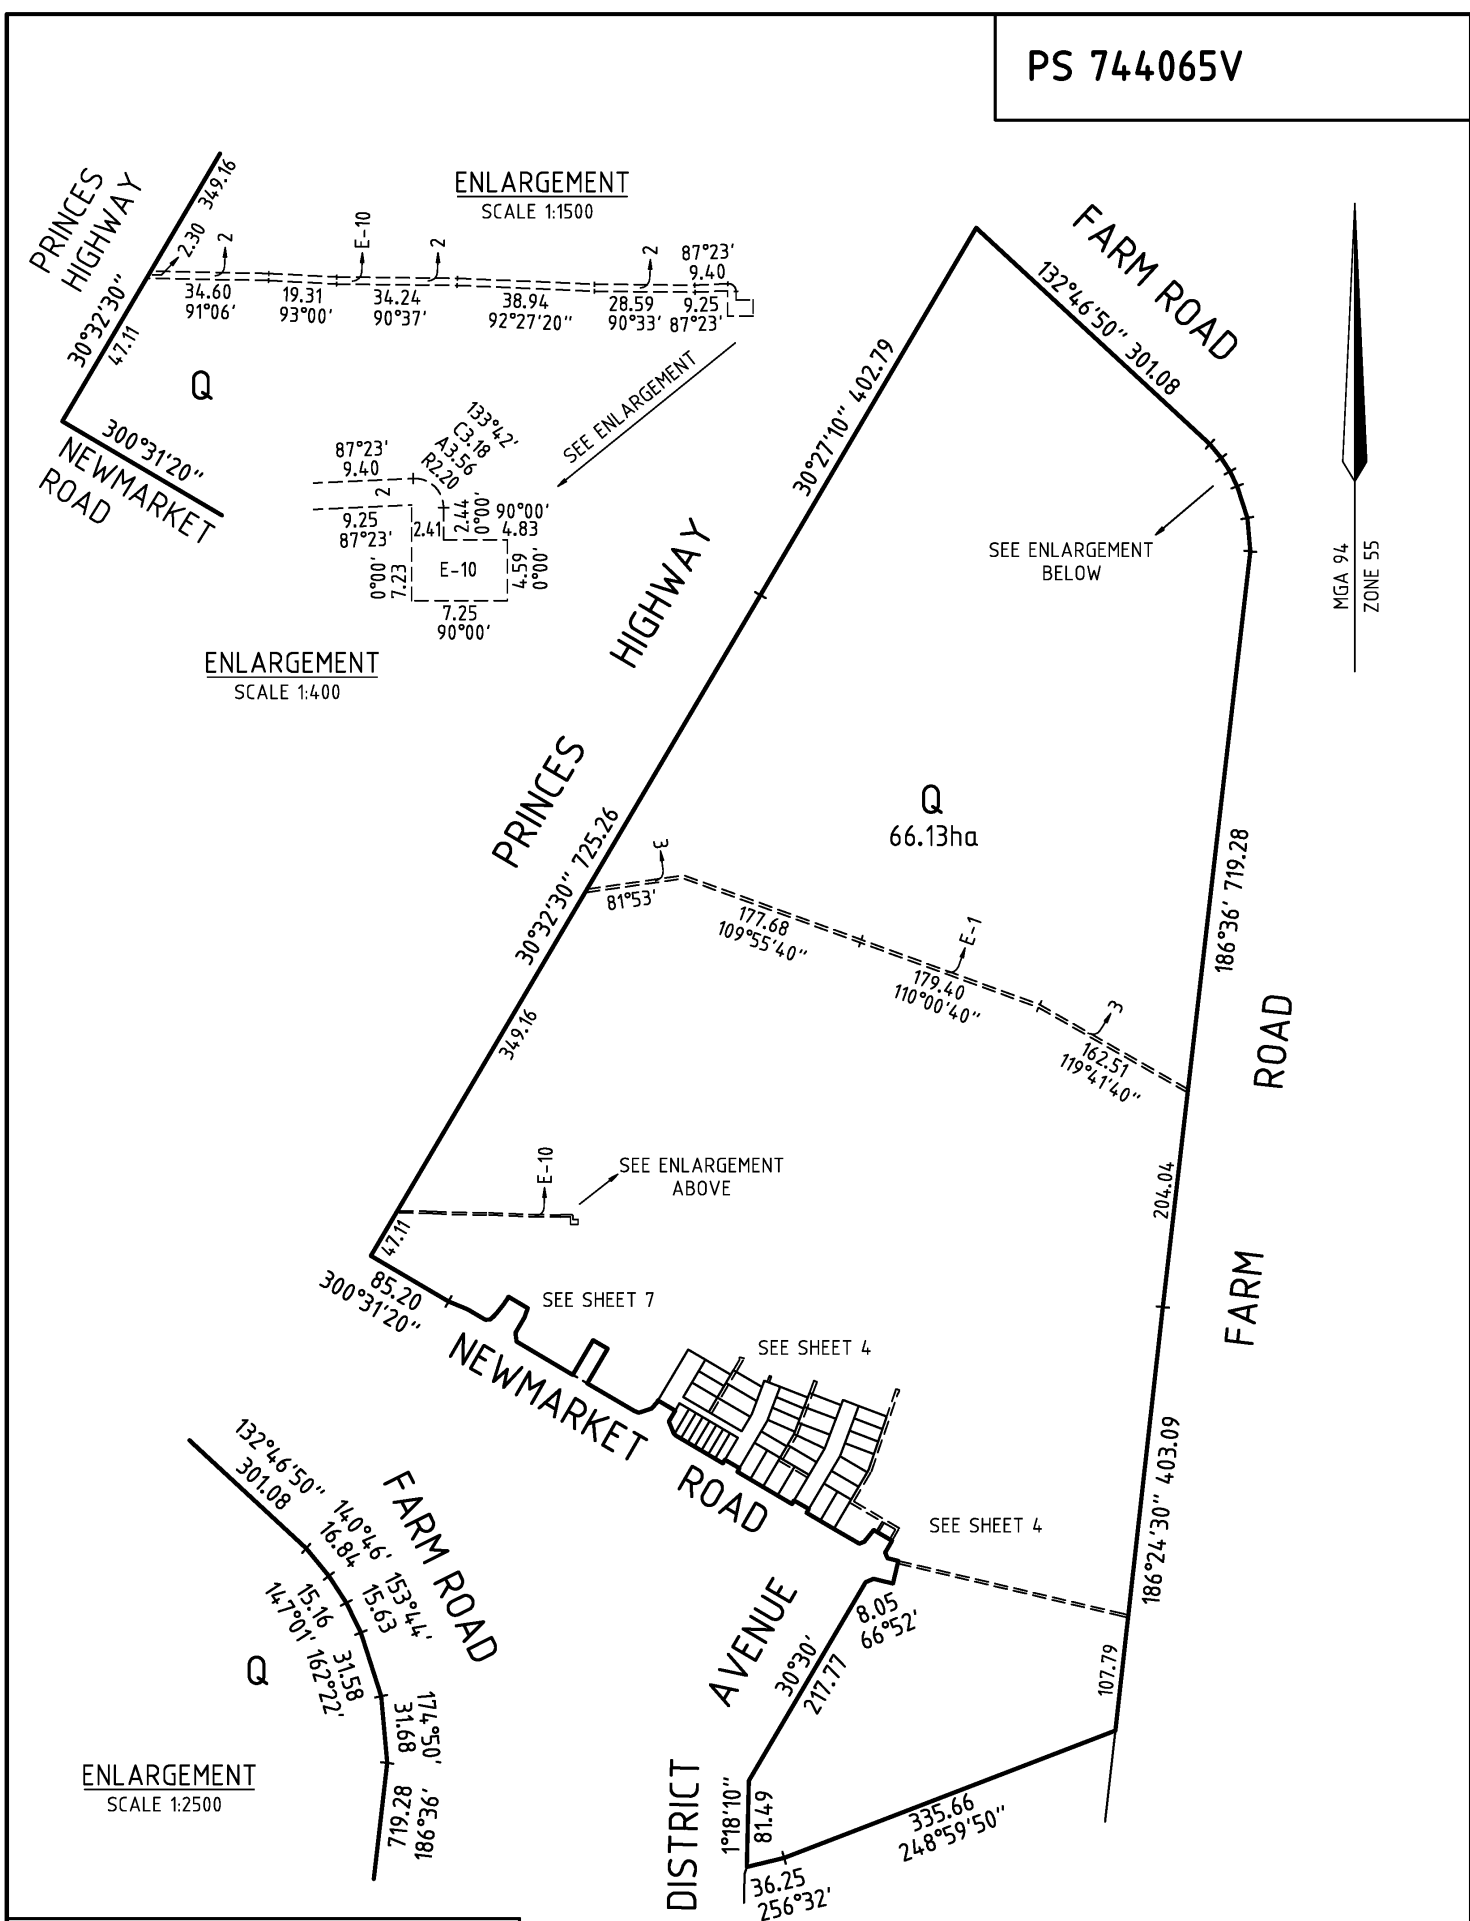 PS 744065V
ENLARGEMENT
SCALE 1:1500
PRINCES
HIGHWAY
349.16
2.30
30°32'30"
47.11
2
E-10
2
2
87°23'
9.40
34.60
91°06'
19.31
93°00'
34.24
90°37'
38.94
92°27'20"
28.59
90°33'
9.25
87°23'
Q
300°31'20"
NEWMARKET
ROAD
SEE ENLARGEMENT
133°42'
C3.18
A3.56
R2.20
87°23'
9.40
2
9.25
87°23'
2.41
2.44
0°00'
90°00'
4.83
E-10
0°00'
7.23
4.59
0°00'
7.25
90°00'
ENLARGEMENT
SCALE 1:400
FARM ROAD
132°46'50" 301.08
30°27'10" 402.79
SEE ENLARGEMENT
BELOW
MGA 94
ZONE 55
PRINCES HIGHWAY
Q
66.13ha
30°32'30" 725.26
3
81°53'
177.68
109°55'40"
E-1
179.40
110°00'40"
3
162.51
119°41'40"
186°36' 719.28
349.16
FARM ROAD
204.04
E-10
SEE ENLARGEMENT
ABOVE
47.11
85.20
300°31'20"
SEE SHEET 7
NEWMARKET ROAD
SEE SHEET 4
SEE SHEET 4
186°24'30" 403.09
8.05
66°52'
DISTRICT AVENUE
30°30'
217.77
107.79
1°18'10"
81.49
335.66
248°59'50"
36.25
256°32'
132°46'50"
301.08
FARM ROAD
140°46'
16.84
15.16
147°01'
153°44'
15.63
31.58
162°22'
Q
174°50'
31.68
719.28
186°36'
ENLARGEMENT
SCALE 1:2500